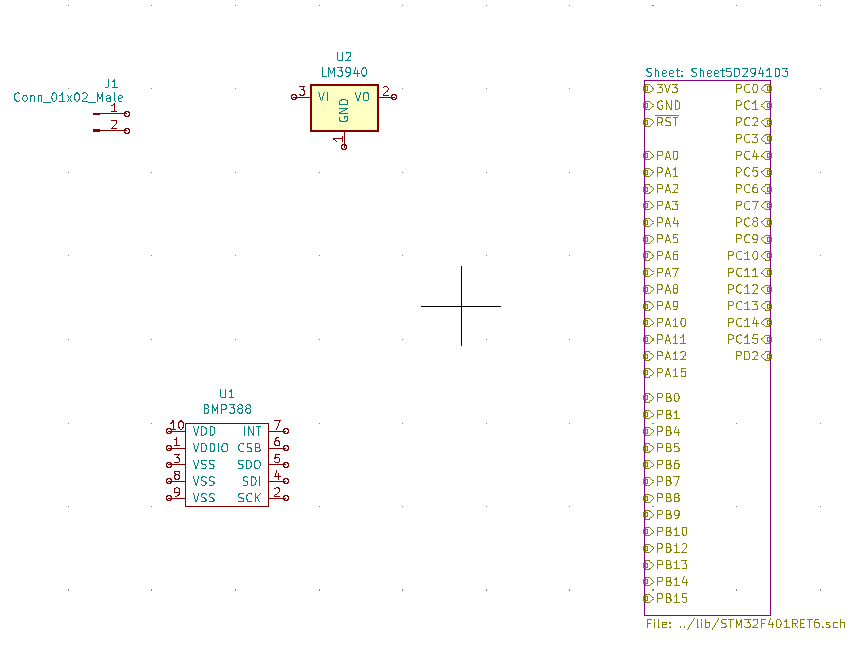 J1
Conn_01x02_Male
1
2
U2
LM3940
3 VI VO 2
GND
1
U1
BMP388
10 VDD INT 7
1 VDDIO CSB 6
3 VSS SDO 5
8 VSS SDI 4
9 VSS SCK 2
Sheet: Sheet5D2941D3
3V3 PC0
GND PC1
RST PC2
PC3
PA0 PC4
PA1 PC5
PA2 PC6
PA3 PC7
PA4 PC8
PA5 PC9
PA6 PC10
PA7 PC11
PA8 PC12
PA9 PC13
PA10 PC14
PA11 PC15
PA12 PD2
PA15
PB0
PB1
PB4
PB5
PB6
PB7
PB8
PB9
PB10
PB12
PB13
PB14
PB15
File: ../lib/STM32F401RET6.sch